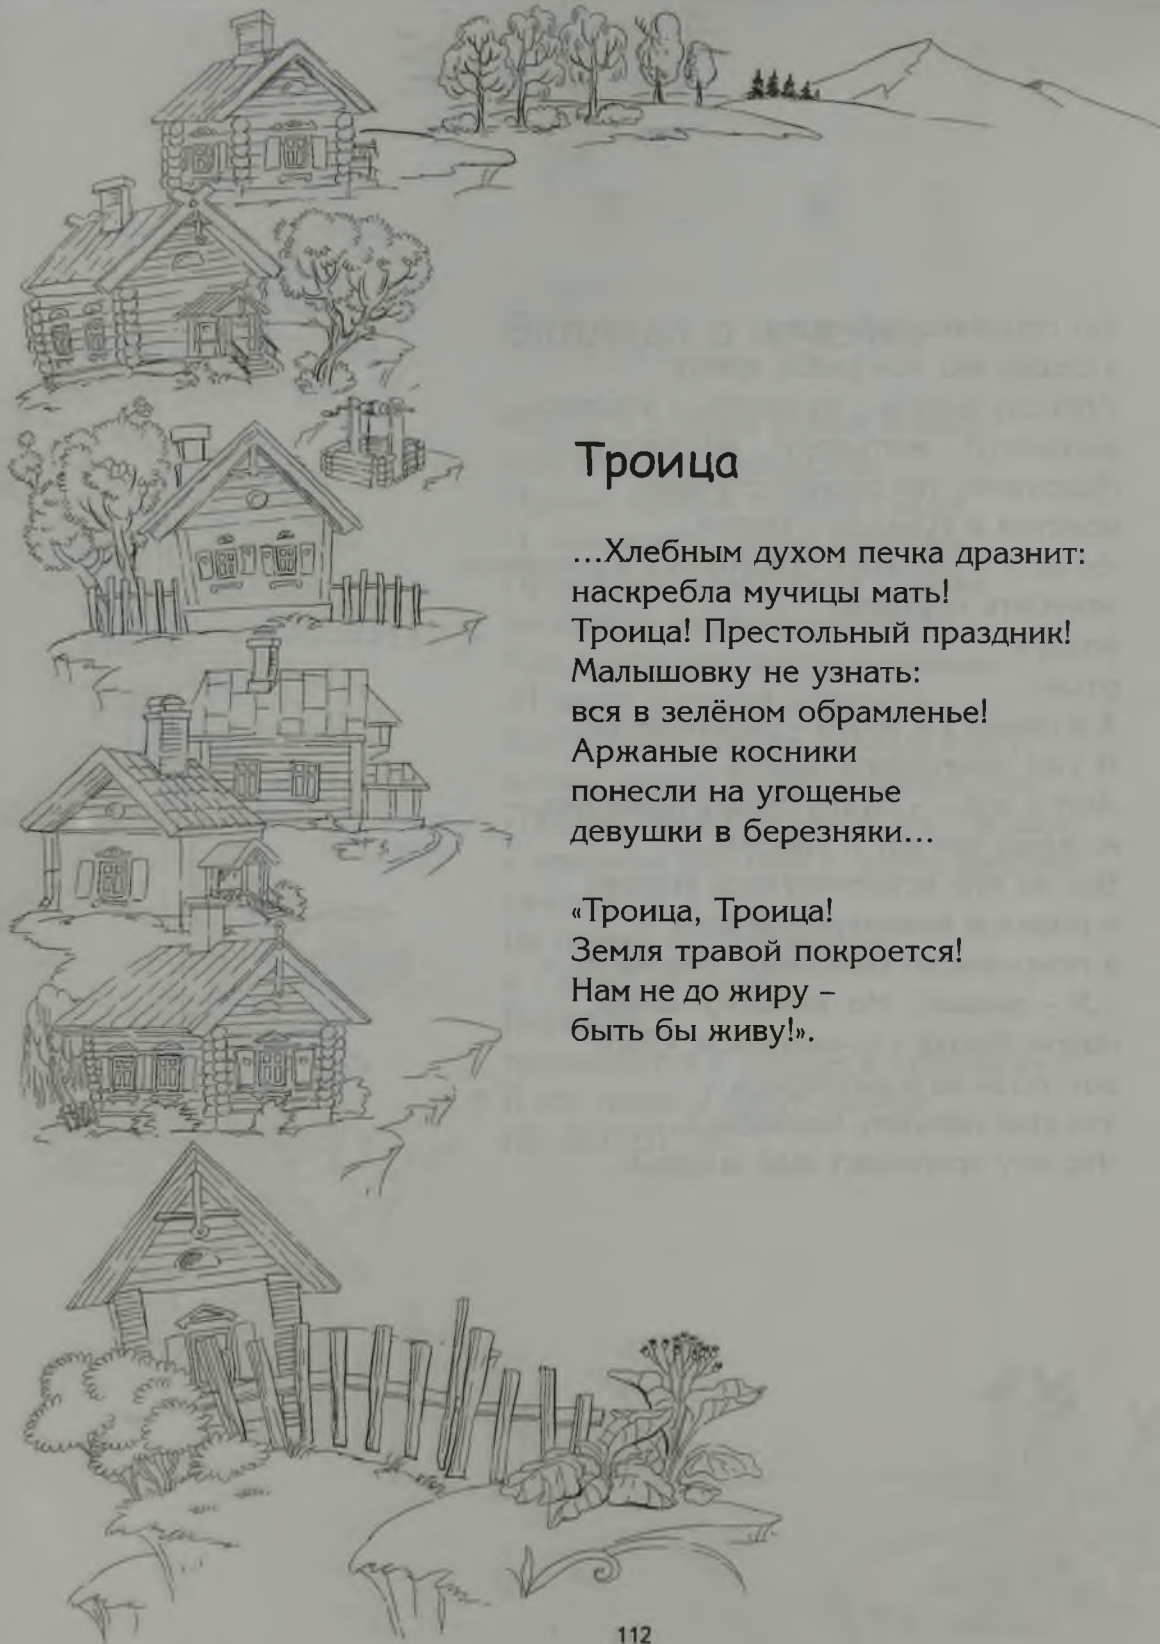 Троица
...Хлебным духом печка дразнит:
наскребла мучицы мать!
Троица! Престольный праздник!
Малышовку не узнать:
вся в зелёном обрамленье!
Аржаные косники
понесли на угощенье
девушки в березняки...
«Троица, Троица!
Земля травой покроется!
Нам не до жиру –
быть бы живу!».
112